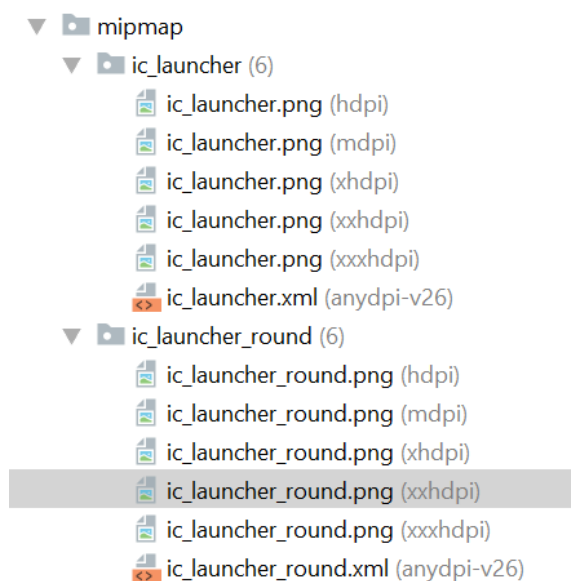 mipmap
ic_launcher (6)
ic_launcher.png (hdpi)
ic_launcher.png (mdpi)
ic_launcher.png (xhdpi)
ic_launcher.png (xxhdpi)
ic_launcher.png (xxxhdpi)
ic_launcher.xml (anydpi-v26)
ic_launcher_round (6)
ic_launcher_round.png (hdpi)
ic_launcher_round.png (mdpi)
ic_launcher_round.png (xhdpi)
ic_launcher_round.png (xxhdpi)
ic_launcher_round.png (xxxhdpi)
ic_launcher_round.xml (anydpi-v26)